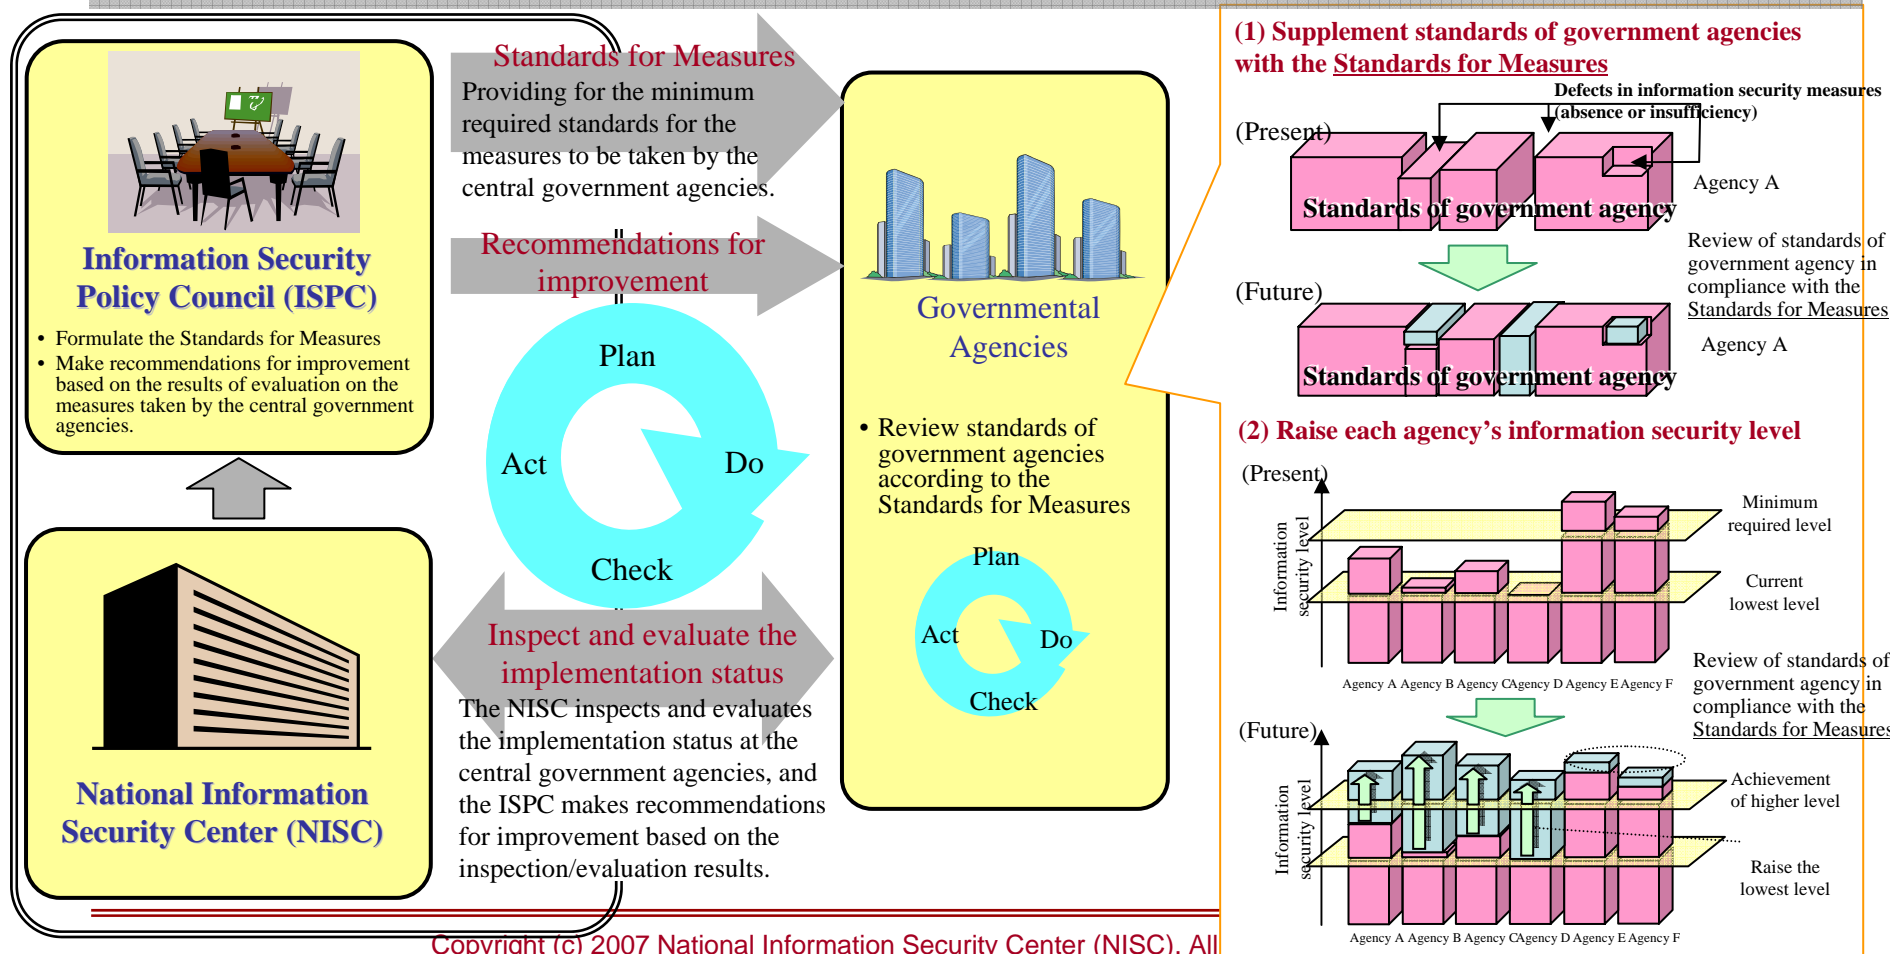 Information Security
Policy Council (ISPC)
• Formulate the Standards for Measures
• Make recommendations for improvement
based on the results of evaluation on the
measures taken by the central government
agencies.
National Information
Security Center (NISC)
Standards for Measures
Providing for the minimum
required standards for the
measures to be taken by the
central government agencies.
Recommendations for
improvement
Plan
Act
Do
Check
Inspect and evaluate the
implementation status
The NISC inspects and evaluates
the implementation status at the
central government agencies, and
the ISPC makes recommendations
for improvement based on the
inspection/evaluation results.
Governmental
Agencies
• Review standards of
government agencies
according to the
Standards for Measures
Plan
Act
Do
Check
(1) Supplement standards of government agencies
with the Standards for Measures
Defects in information security measures
(absence or insufficiency)
(Present)
Agency A
Standards of government agency
Review of standards of
government agency in
compliance with the
Standards for Measures
(Future)
Agency A
Standards of government agency
(2) Raise each agency’s information security level
(Present)
Information
security level
Minimum
required level
Current
lowest level
Agency A Agency B Agency C Agency D Agency E Agency F
Review of standards of
government agency in
compliance with the
Standards for Measures
(Future)
Information
security level
Achievement
of higher level
Raise the
lowest level
Agency A Agency B Agency C Agency D Agency E Agency F
Copyright (c) 2007 National Information Security Center (NISC). All